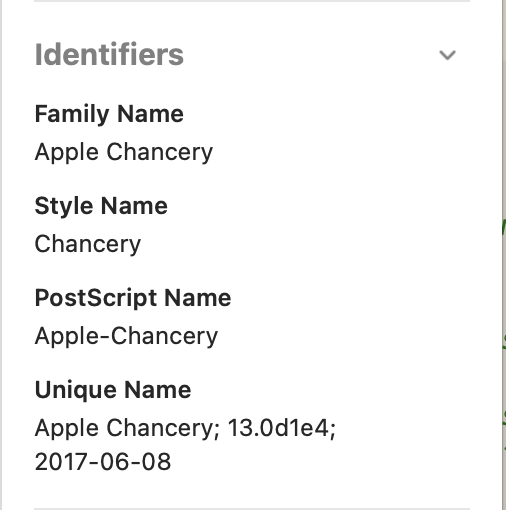 Identifiers
Family Name
Apple Chancery
Style Name
Chancery
PostScript Name
Apple-Chancery
Unique Name
Apple Chancery; 13.0d1e4;
2017-06-08